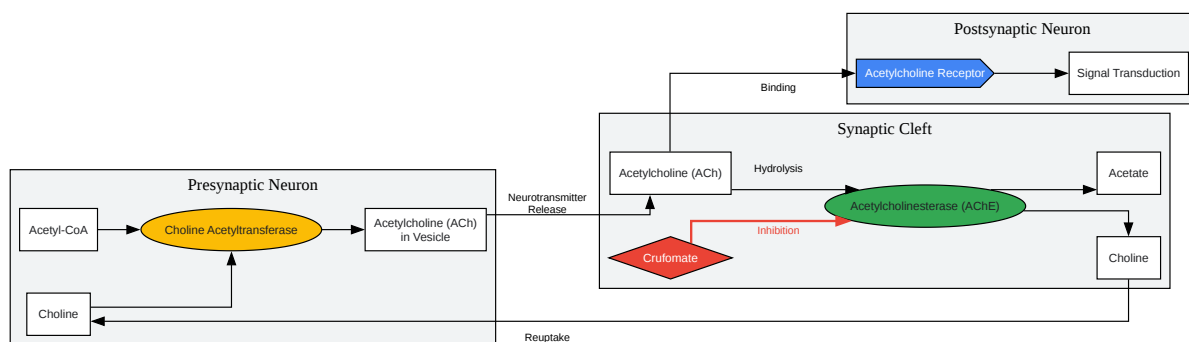 Postsynaptic Neuron
Acetylcholine Receptor
Signal Transduction
Binding
Synaptic Cleft
Acetylcholine (ACh)
Hydrolysis
Acetate
Presynaptic Neuron
Neurotransmitter
Release
Acetylcholinesterase (AChE)
Acetyl-CoA
Choline Acetyltransferase
Acetylcholine (ACh)
in Vesicle
Inhibition
Crufomate
Choline
Choline
Reuptake